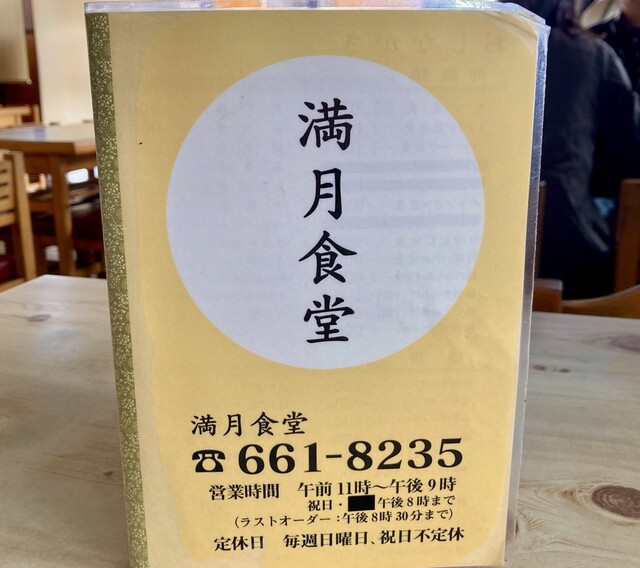 満月食堂
満月食堂
☎661-8235
営業時間 午前11時～午後9時
祝日・午後8時まで
(ラストオーダー:午後8時30分まで)
定休日 毎週日曜日、祝日不定休